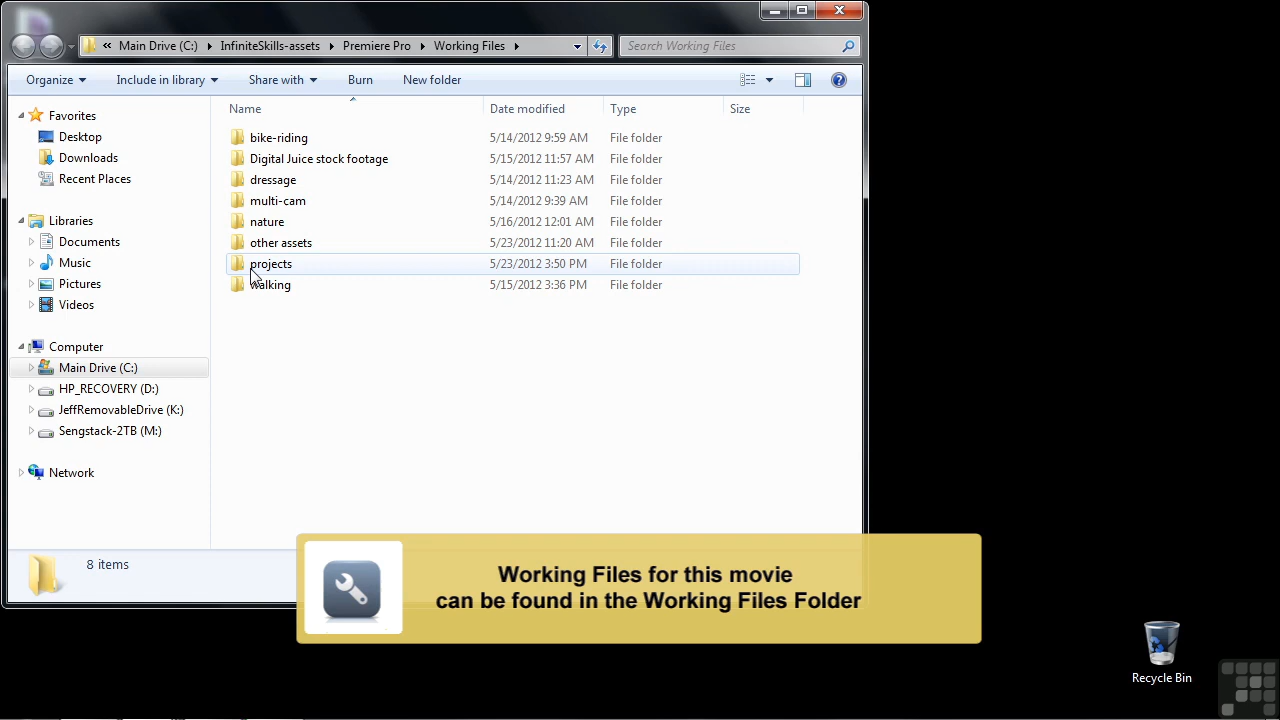 « Main Drive (C:) InfiniteSkills-assets Premiere Pro Working Files
Search Working Files
Organize Include in library Share with Burn New folder
Name Date modified Type Size
Favorites
Desktop
Downloads
Recent Places
Libraries
Documents
Music
Pictures
Videos
Computer
Main Drive (C:)
HP_RECOVERY (D:)
JeffRemovableDrive (K:)
Sengstack-2TB (M:)
Network
bike-riding 5/14/2012 9:59 AM File folder
Digital Juice stock footage 5/15/2012 11:57 AM File folder
dressage 5/14/2012 11:23 AM File folder
multi-cam 5/14/2012 9:39 AM File folder
nature 5/16/2012 12:01 AM File folder
other assets 5/23/2012 11:20 AM File folder
projects 5/23/2012 3:50 PM File folder
walking 5/15/2012 3:36 PM File folder
8 items
Working Files for this movie
can be found in the Working Files Folder
Recycle Bin